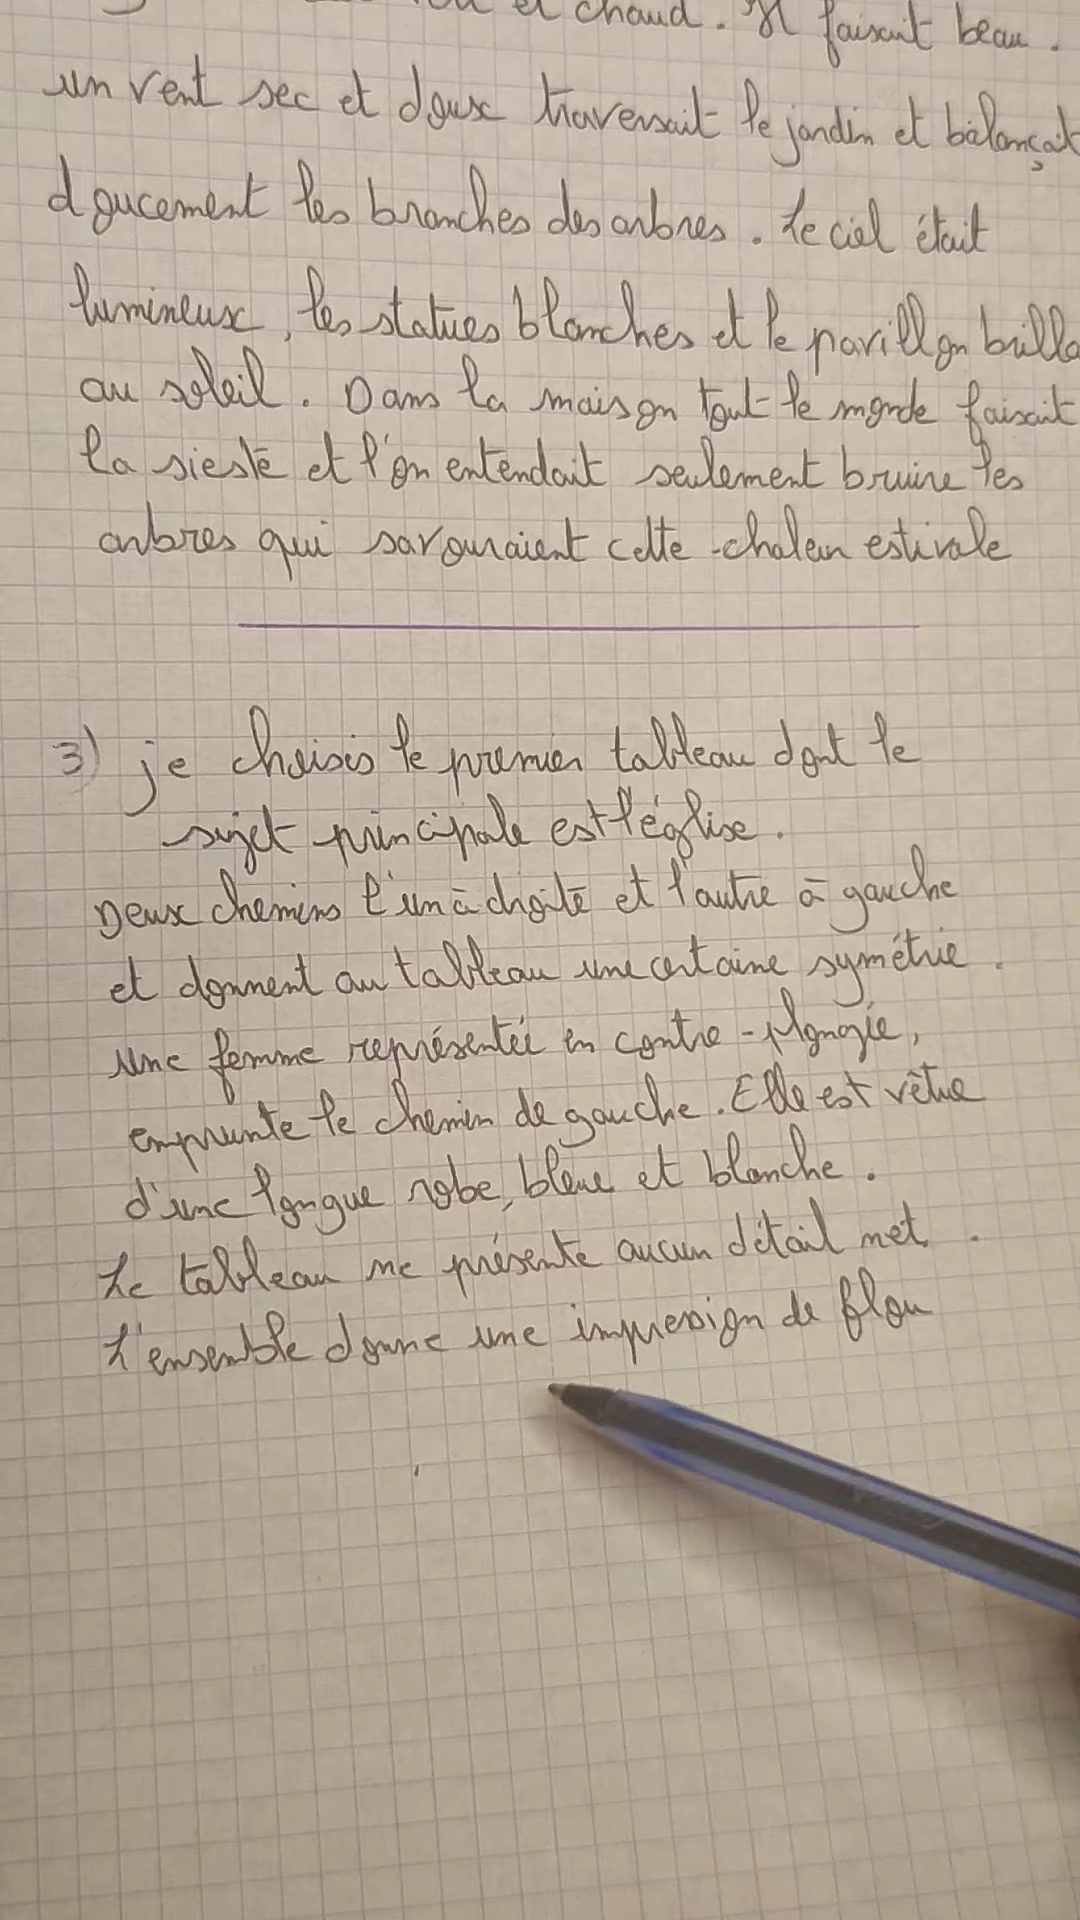 et chaud. Il faisait beau.
un vent sec et doux traversait le jardin et balançait
doucement les branches des arbres. Le ciel était
lumineux, les statues blanches et le pavillon brilla
au soleil. Dans la maison tout le monde faisait
la sieste et l'on entendait seulement bruire les
arbres qui savouraient cette chaleur estivale
3) je choisis le premier tableau dont le
sujet principale est l'église.
Deux chemins l'un à droite et l'autre à gauche
et donnent au tableau une certaine symétrie.
une femme représentée en contre-plongée,
emprunte le chemin de gauche. Elle est vêtue
d'une longue robe, bleue et blanche.
Le tableau ne présente aucun détail net.
L'ensemble donne une impression de flou